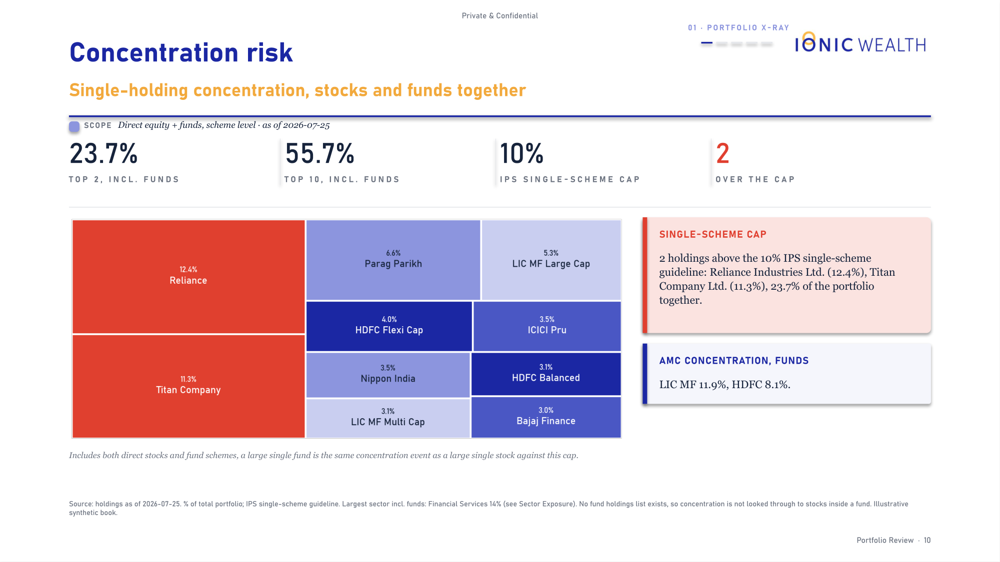 Private & Confidential
01 · PORTFOLIO X-RAY
IONIC WEALTH
Concentration risk
Single-holding concentration, stocks and funds together
SCOPE Direct equity + funds, scheme level · as of 2026-07-25
23.7%
TOP 2, INCL. FUNDS
55.7%
TOP 10, INCL. FUNDS
10%
IPS SINGLE-SCHEME CAP
2
OVER THE CAP
12.4%
Reliance
11.3%
Titan Company
6.6%
Parag Parikh
5.3%
LIC MF Large Cap
4.0%
HDFC Flexi Cap
3.5%
ICICI Pru
3.5%
Nippon India
3.1%
HDFC Balanced
3.1%
LIC MF Multi Cap
3.0%
Bajaj Finance
SINGLE-SCHEME CAP
2 holdings above the 10% IPS single-scheme
guideline: Reliance Industries Ltd. (12.4%), Titan
Company Ltd. (11.3%), 23.7% of the portfolio
together.
AMC CONCENTRATION, FUNDS
LIC MF 11.9%, HDFC 8.1%.
Includes both direct stocks and fund schemes, a large single fund is the same concentration event as a large single stock against this cap.
Source: holdings as of 2026-07-25. % of total portfolio; IPS single-scheme guideline. Largest sector incl. funds: Financial Services 14% (see Sector Exposure). No fund holdings list exists, so concentration is not looked through to stocks inside a fund. Illustrative
synthetic book.
Portfolio Review · 10